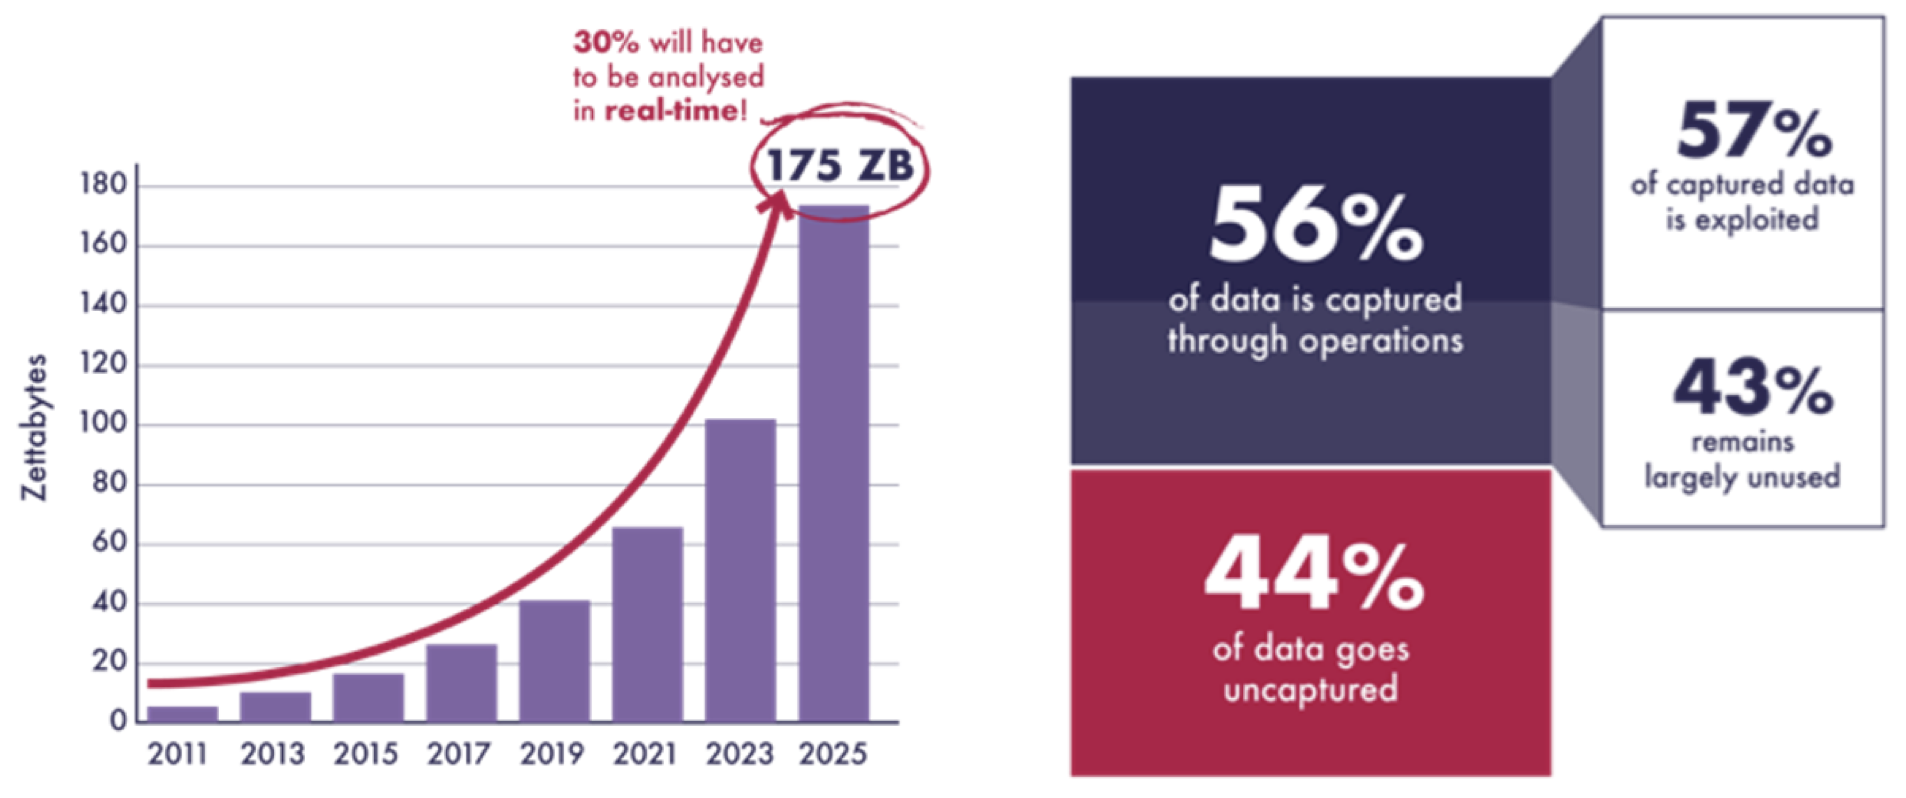 30% will have
to be analysed
in real-time!
175 ZB
Zettabytes
180
160
140
120
100
80
60
40
20
0
2011 2013 2015 2017 2019 2021 2023 2025
56%
of data is captured
through operations
44%
of data goes
uncaptured
57%
of captured data
is exploited
43%
remains
largely unused